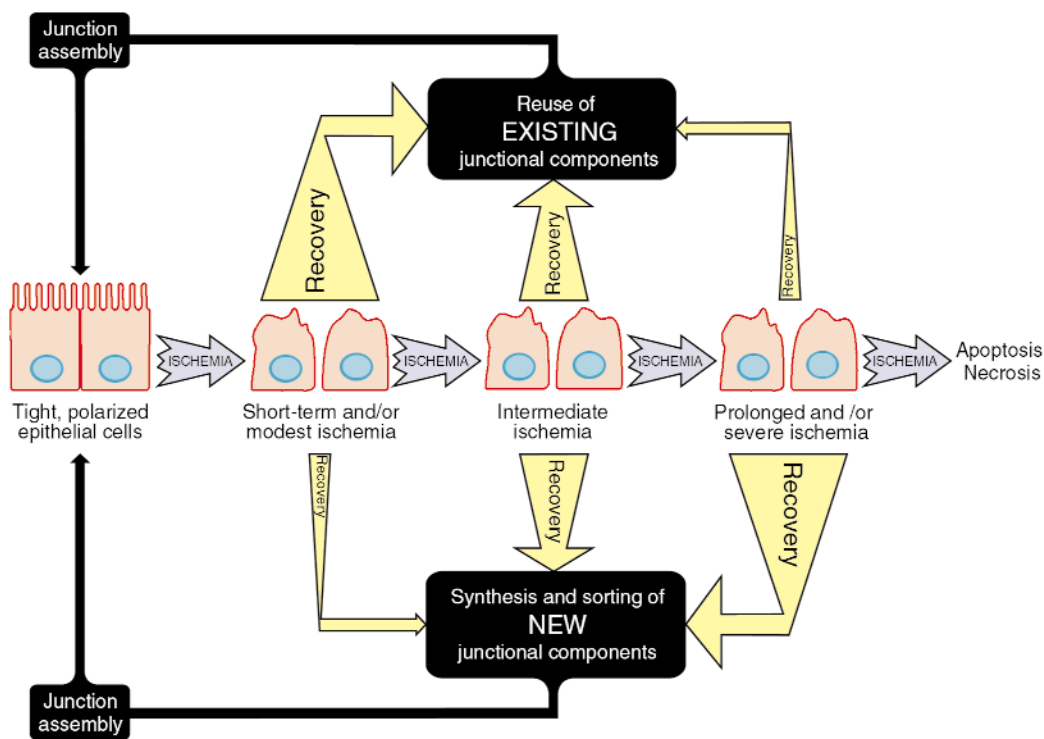 Junction
assembly
Reuse of
EXISTING
junctional components
Recovery
Recovery
Recovery
ISCHEMIA
ISCHEMIA
ISCHEMIA
ISCHEMIA
Apoptosis
Necrosis
Tight, polarized
epithelial cells
Short-term and/or
modest ischemia
Intermediate
ischemia
Prolonged and /or
severe ischemia
Recovery
Recovery
Recovery
Synthesis and sorting of
NEW
junctional components
Junction
assembly